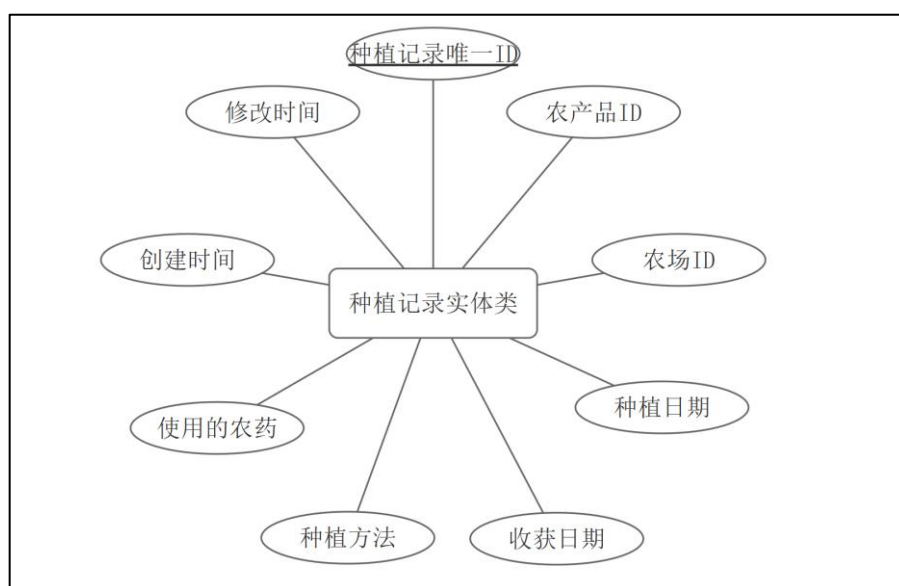 种植记录唯一ID
修改时间
农产品ID
创建时间
农场ID
种植记录实体类
种植日期
使用的农药
种植方法
收获日期